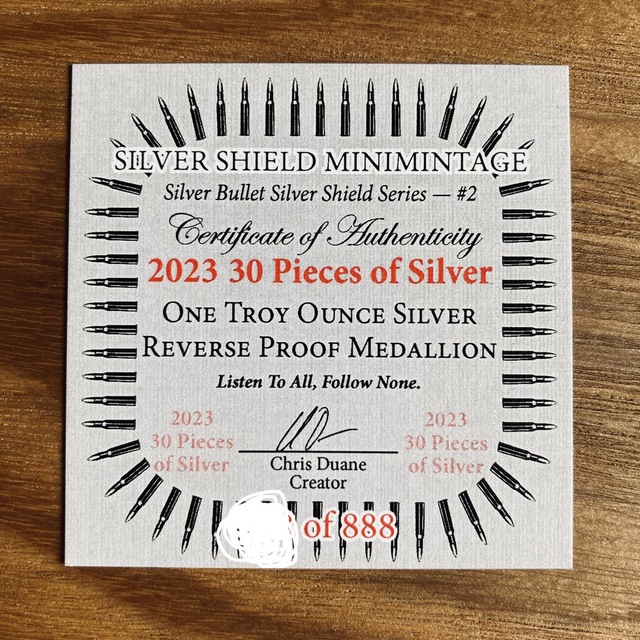 SILVER SHIELD MINIMINTAGE
Silver Bullet Silver Shield Series — #2
Certificate of Authenticity
2023 30 Pieces of Silver
ONE TROY OUNCE SILVER
REVERSE PROOF MEDALLION
Listen To All, Follow None.
2023
30 Pieces
of Silver
Chris Duane
Creator
2023
30 Pieces
of Silver
of 888